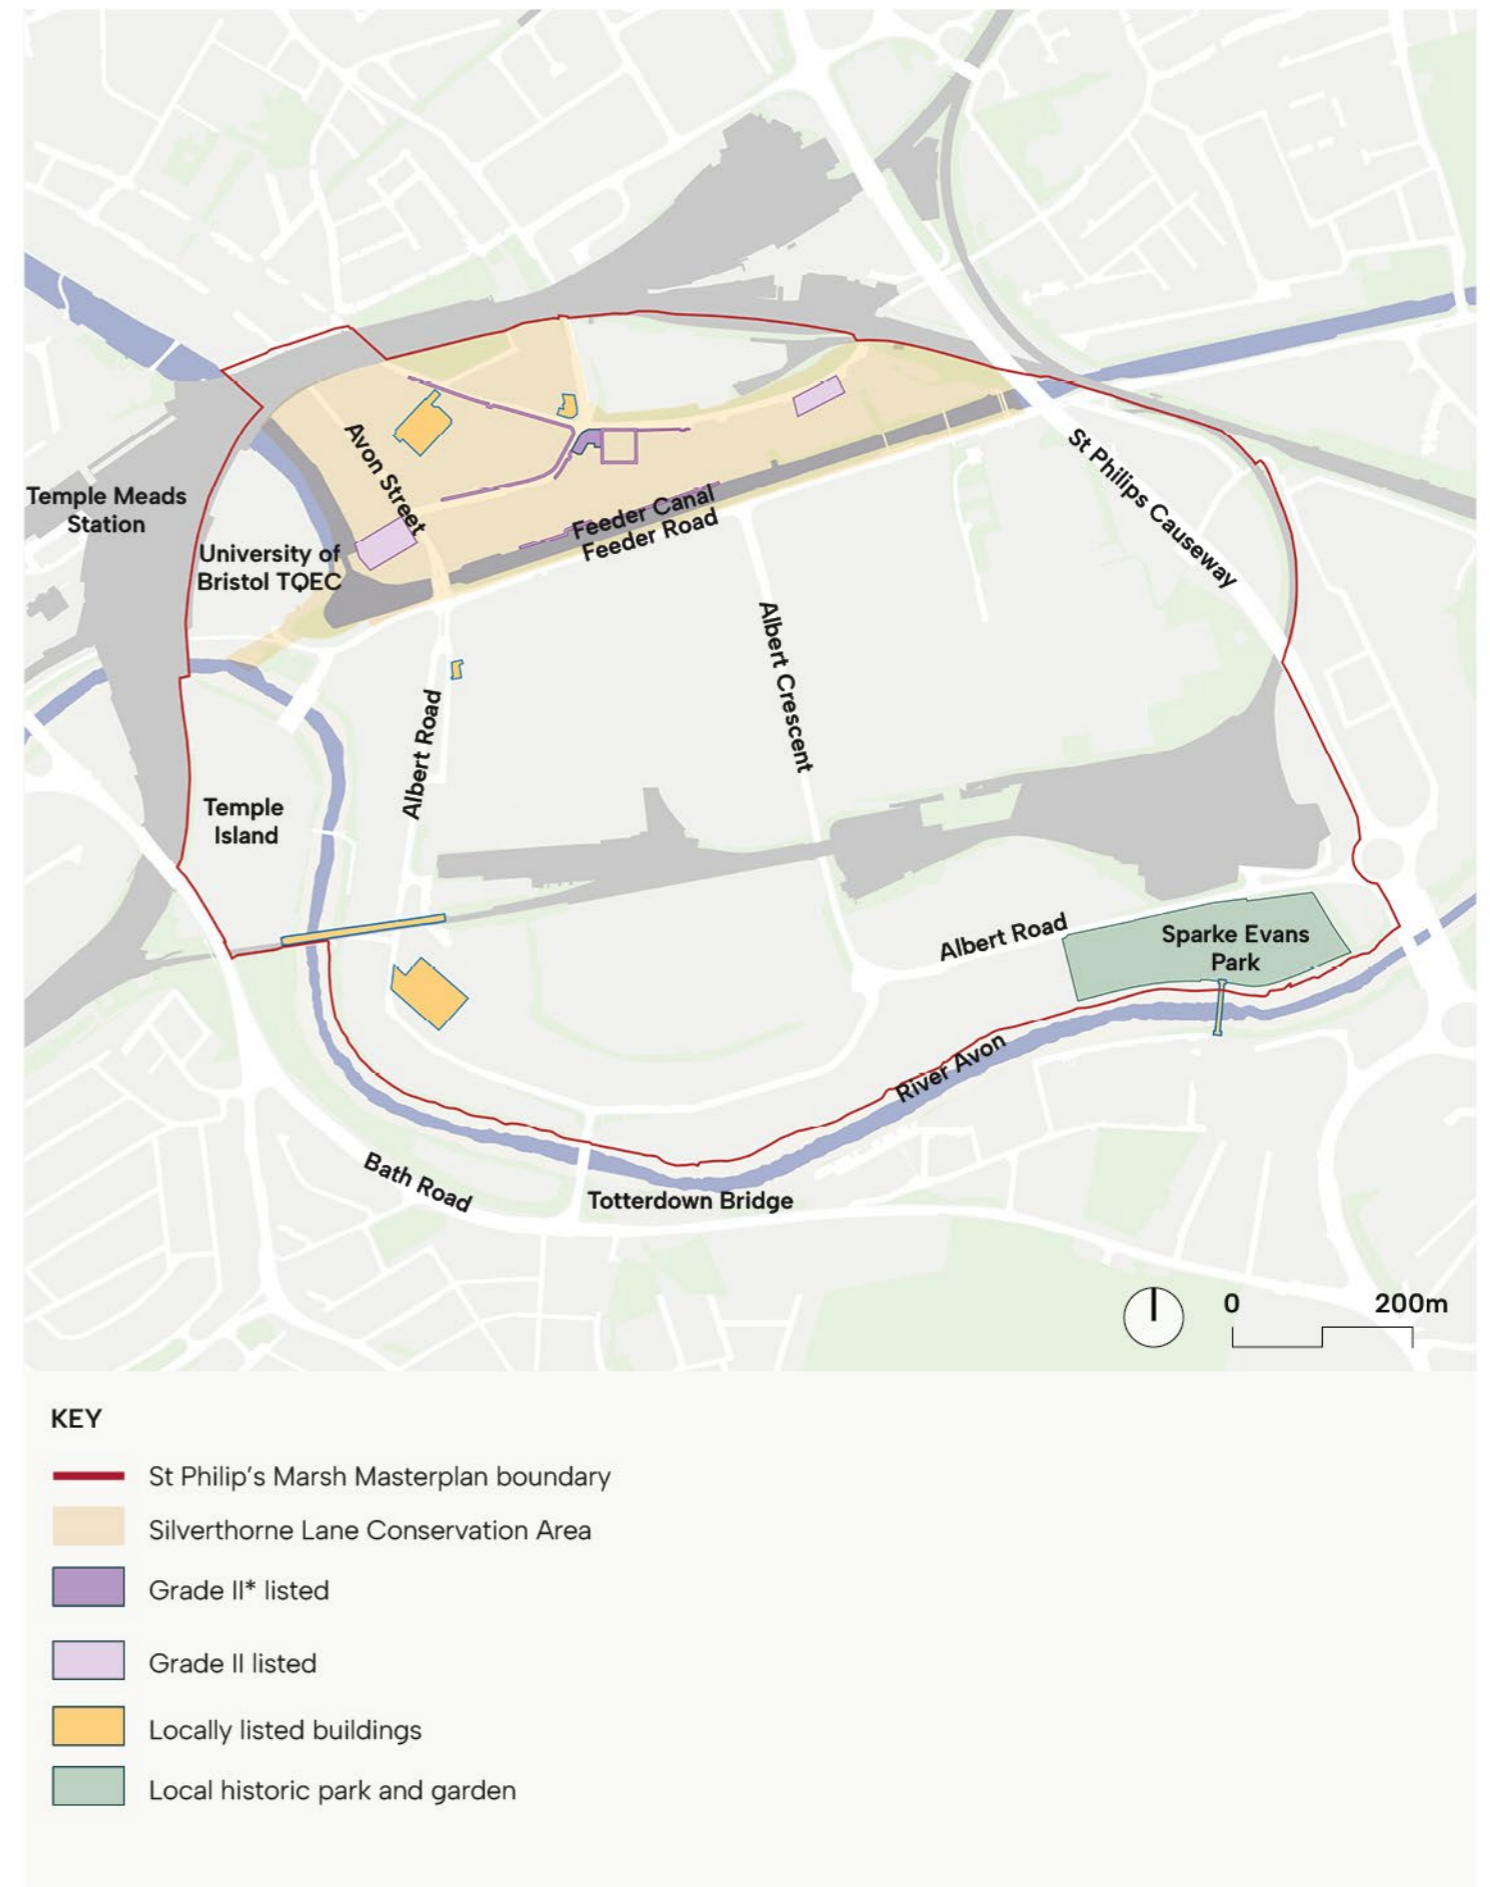 Avon Street
Temple Meads
Station
University of
Bristol TQEC
Feeder Canal
Feeder Road
St Philips Causeway
Albert Crescent
Albert Road
Temple
Island
Albert Road
Sparke Evans
Park
River Avon
Bath Road
Totterdown Bridge
0 200m
KEY
St Philip’s Marsh Masterplan boundary
Silverthorne Lane Conservation Area
Grade II* listed
Grade II listed
Locally listed buildings
Local historic park and garden